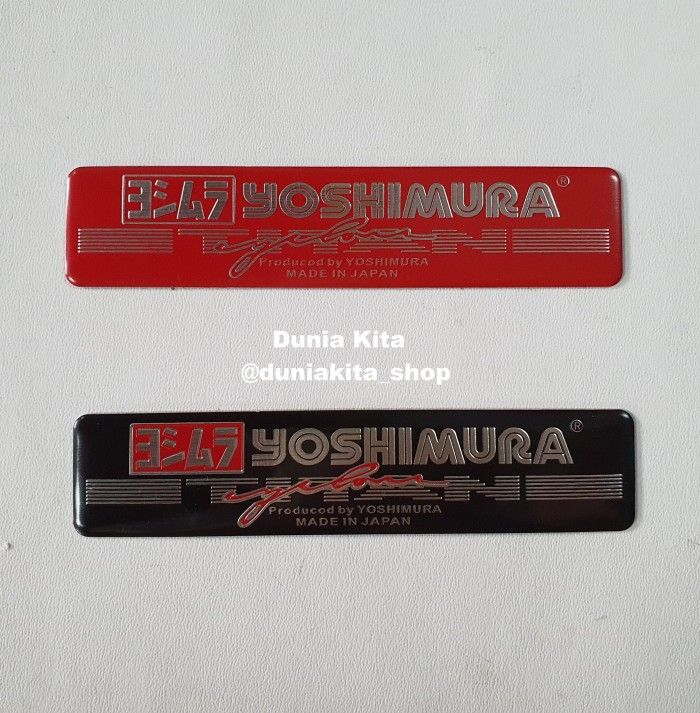 ヨシムラ YOSHIMURA®
TITAN
cyclone
Produced by YOSHIMURA
MADE IN JAPAN
Dunia Kita
@duniakita_shop
ヨシムラ YOSHIMURA®
TITAN
cyclone
Produced by YOSHIMURA
MADE IN JAPAN